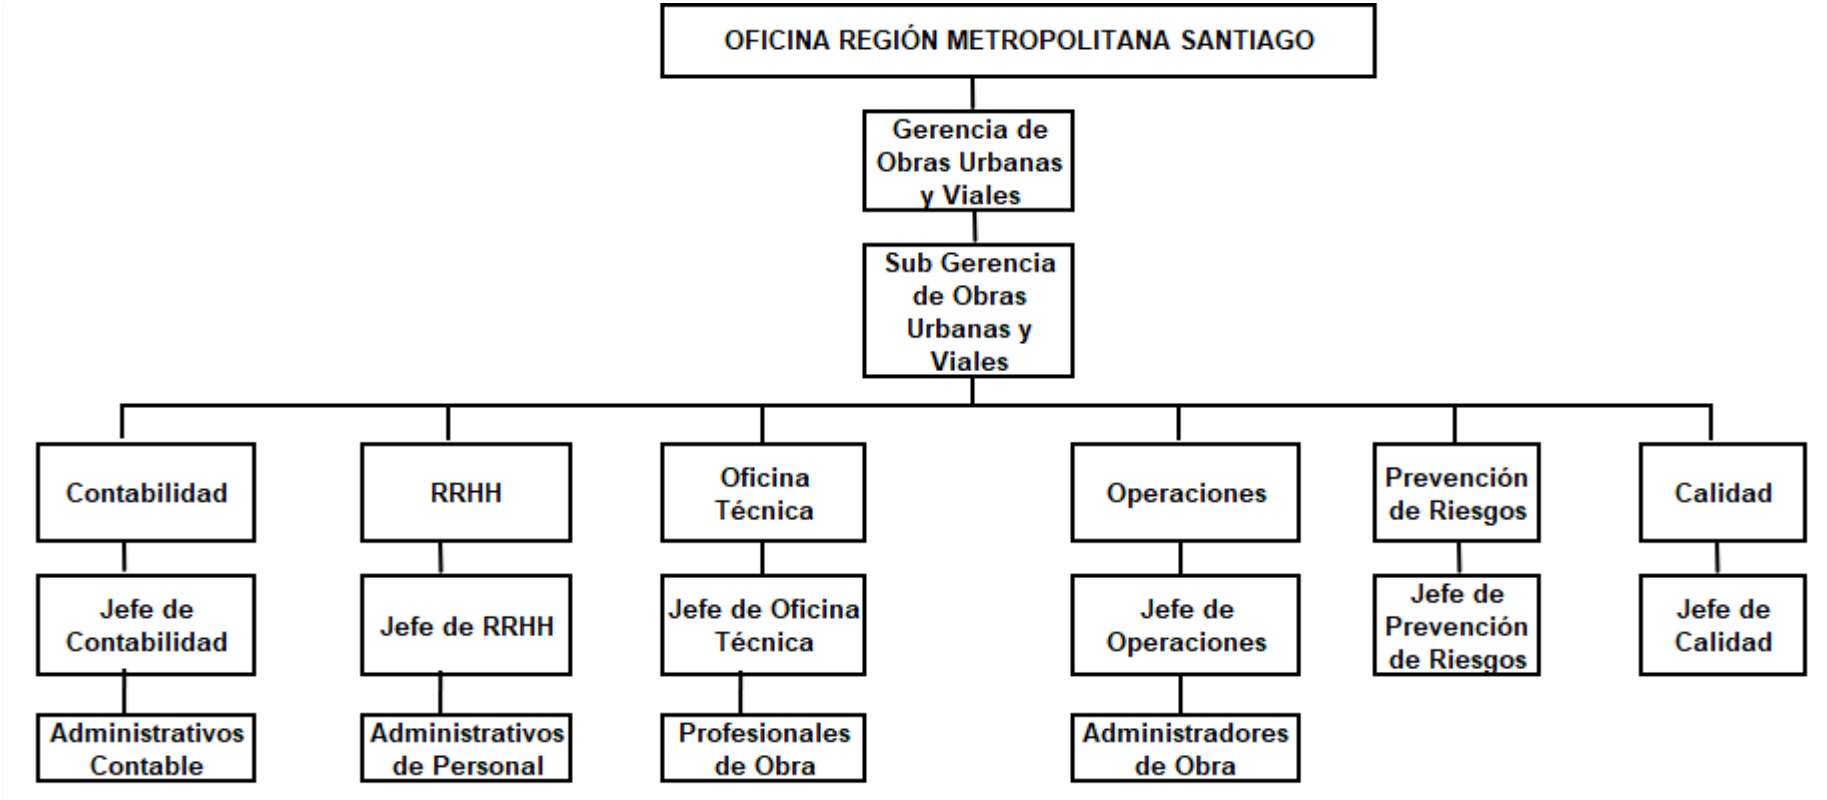 OFICINA REGIÓN METROPOLITANA SANTIAGO
Gerencia de
Obras Urbanas
y Viales
Sub Gerencia
de Obras
Urbanas y
Viales
Contabilidad
RRHH
Oficina
Técnica
Operaciones
Prevención
de Riesgos
Calidad
Jefe de
Contabilidad
Jefe de RRHH
Jefe de Oficina
Técnica
Jefe de
Operaciones
Jefe de
Prevención
de Riesgos
Jefe de
Calidad
Administrativos
Contable
Administrativos
de Personal
Profesionales
de Obra
Administradores
de Obra